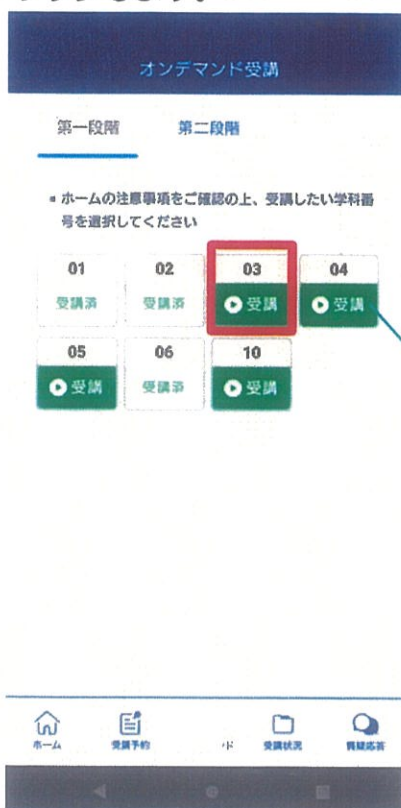 オンデマンド受講
第一段階 第二段階
ホームの注意事項をご確認の上、受講したい学科番
号を選択してください
01 02 03 04
受講済 受講済 受講 受講
05 06 10
受講 受講済 受講
ホーム 受講予約 ド 受講状況 質疑応答